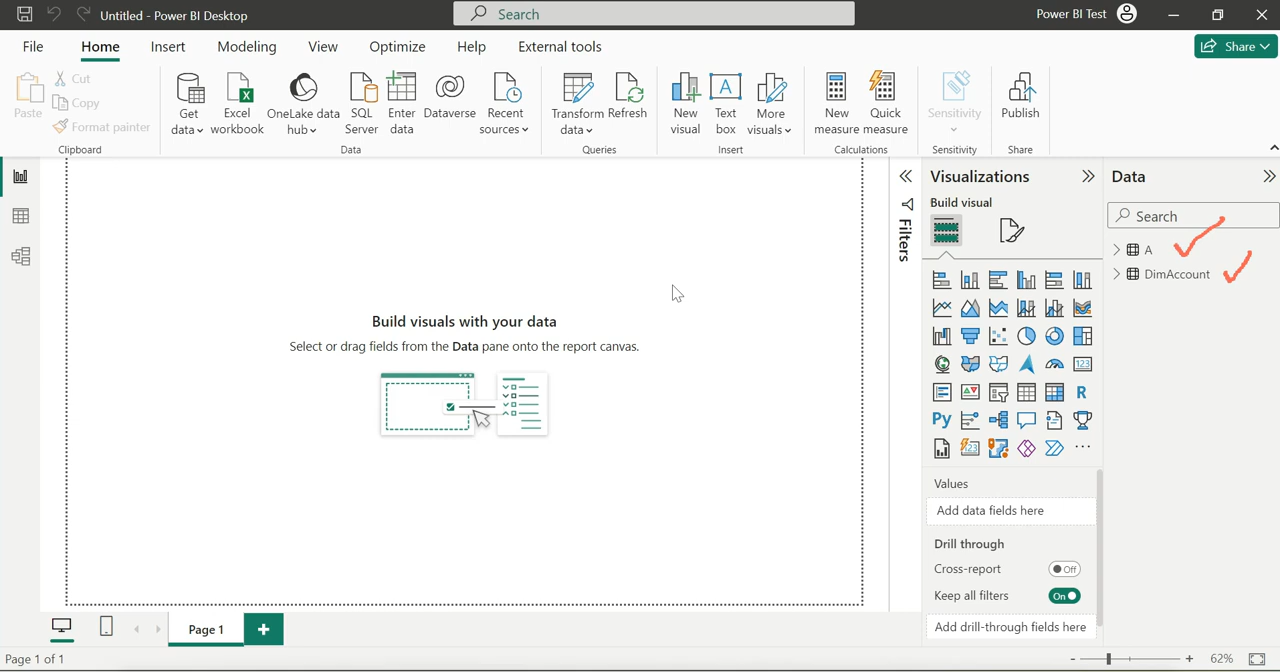 Untitled - Power BI Desktop
Search
Power BI Test
File Home Insert Modeling View Optimize Help External tools
Share
Paste
Cut
Copy
Format painter
Clipboard
Get data
Excel workbook
OneLake data hub
SQL Server
Enter data
Dataverse
Recent sources
Data
Transform data
Refresh
Queries
New visual
Text box
More visuals
Insert
New measure
Quick measure
Calculations
Sensitivity
Sensitivity
Publish
Share
Build visuals with your data
Select or drag fields from the Data pane onto the report canvas.
Filters
Visualizations
Build visual
123
R
Py
123
Values
Add data fields here
Drill through
Cross-report
Off
Keep all filters
On
Add drill-through fields here
Data
Search
A
DimAccount
Page 1
Page 1 of 1
- + 62%